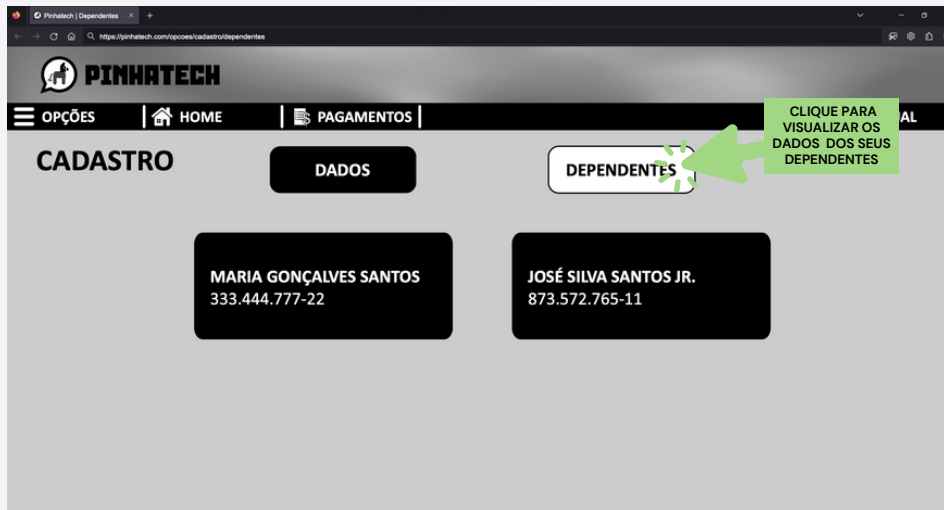 Pinhatech | Dependentes
https://pinhatech.com/opcoes/cadastro/dependentes
PINHATECH
OPÇÕES
HOME
PAGAMENTOS
CLIQUE PARA
VISUALIZAR OS
DADOS DOS SEUS
DEPENDENTES
CADASTRO
DADOS
DEPENDENTES
MARIA GONÇALVES SANTOS
333.444.777-22
JOSÉ SILVA SANTOS JR.
873.572.765-11